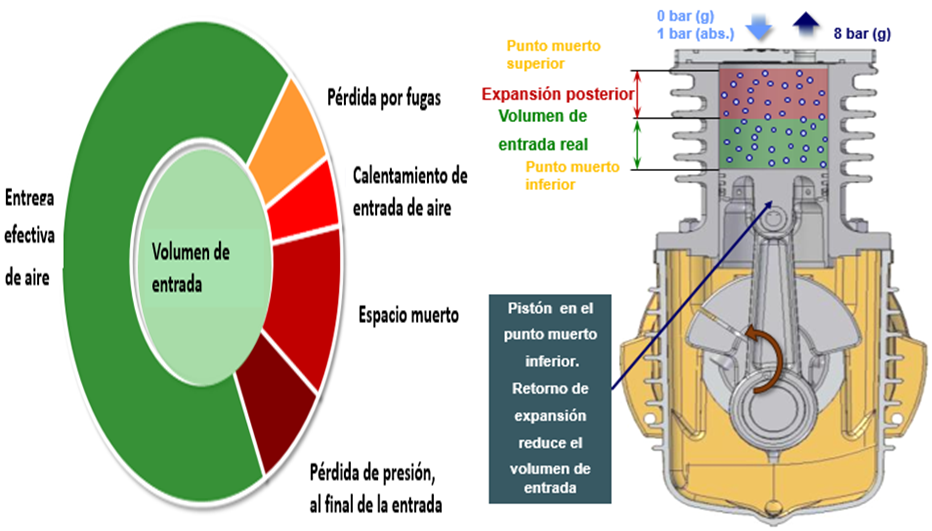 Pérdida por fugas
Calentamiento de
entrada de aire
Entrega
efectiva
de aire
Volumen de
entrada
Espacio muerto
Pérdida de presión,
al final de la entrada
0 bar (g)
1 bar (abs.)
8 bar (g)
Punto muerto
superior
Expansión posterior
Volumen de
entrada real
Punto muerto
inferior
Pistón en el
punto muerto
inferior.
Retorno de
expansión
reduce el
volumen de
entrada